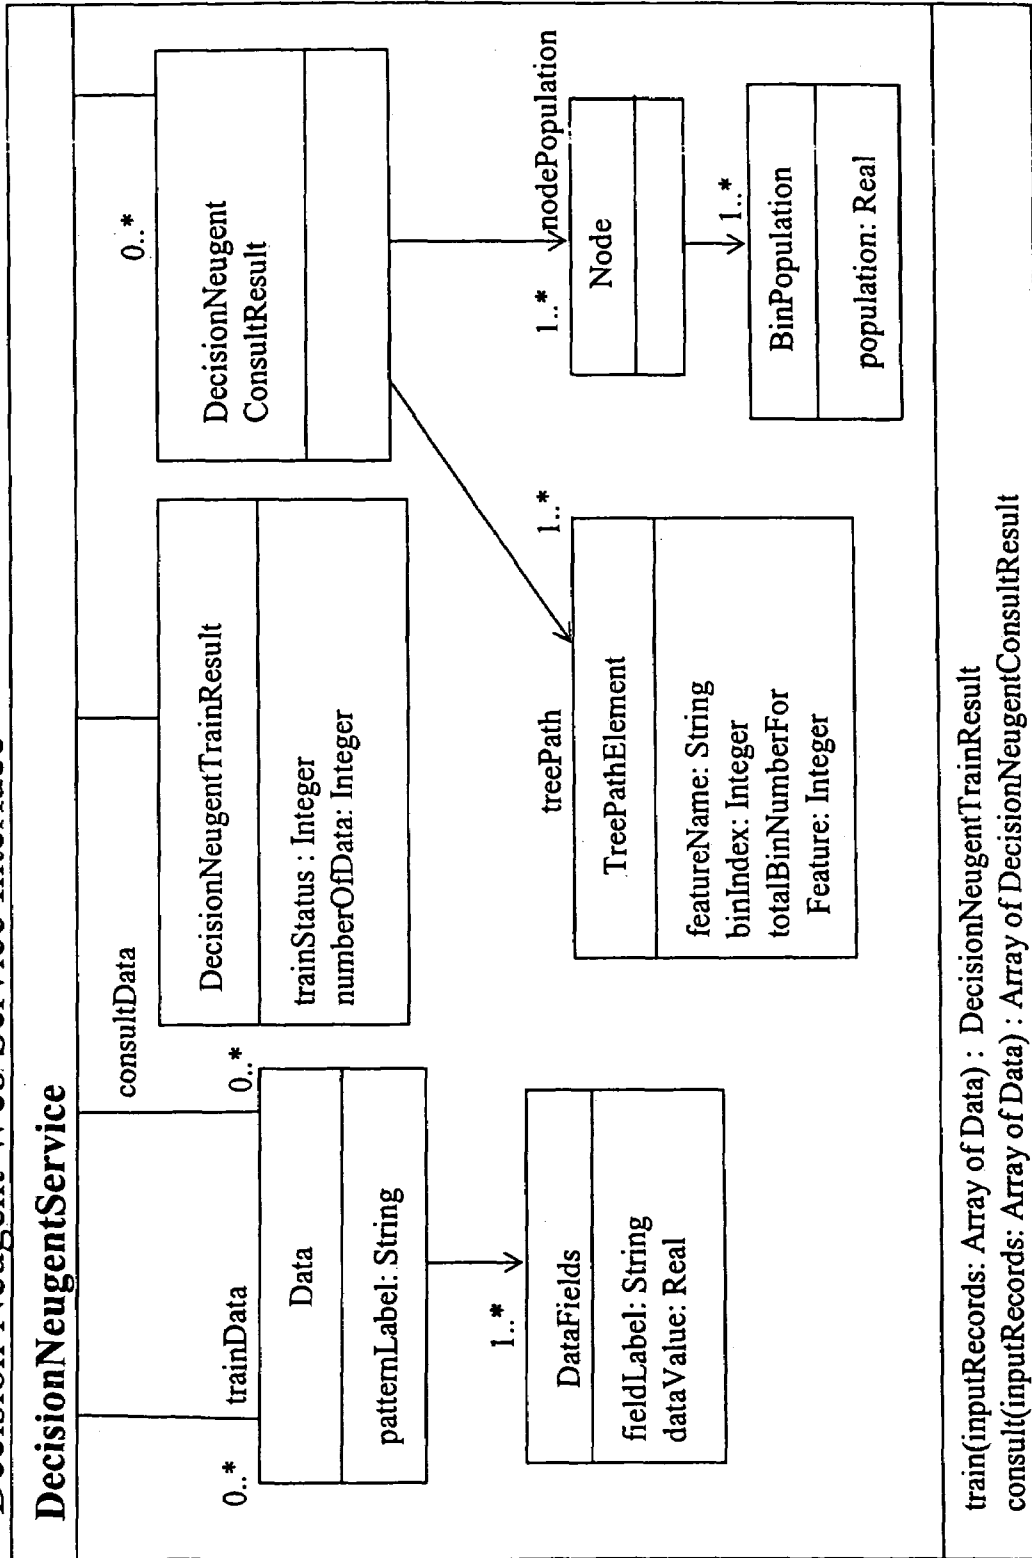 DecisionNeugentService
0..*
trainData
consultData
0..*
0..*
Data
patternLabel: String
1..*
DataFields
fieldLabel: String
dataValue: Real
DecisionNeugentTrainResult
trainStatus : Integer
numberOfData: Integer
DecisionNeugent
ConsultResult
treePath
1..*
TreePathElement
featureName: String
binIndex: Integer
totalBinNumberFor
Feature: Integer
1..*
nodePopulation
Node
1..*
BinPopulation
population: Real
train(inputRecords: Array of Data) : DecisionNeugentTrainResult
consult(inputRecords: Array of Data) : Array of DecisionNeugentConsultResult